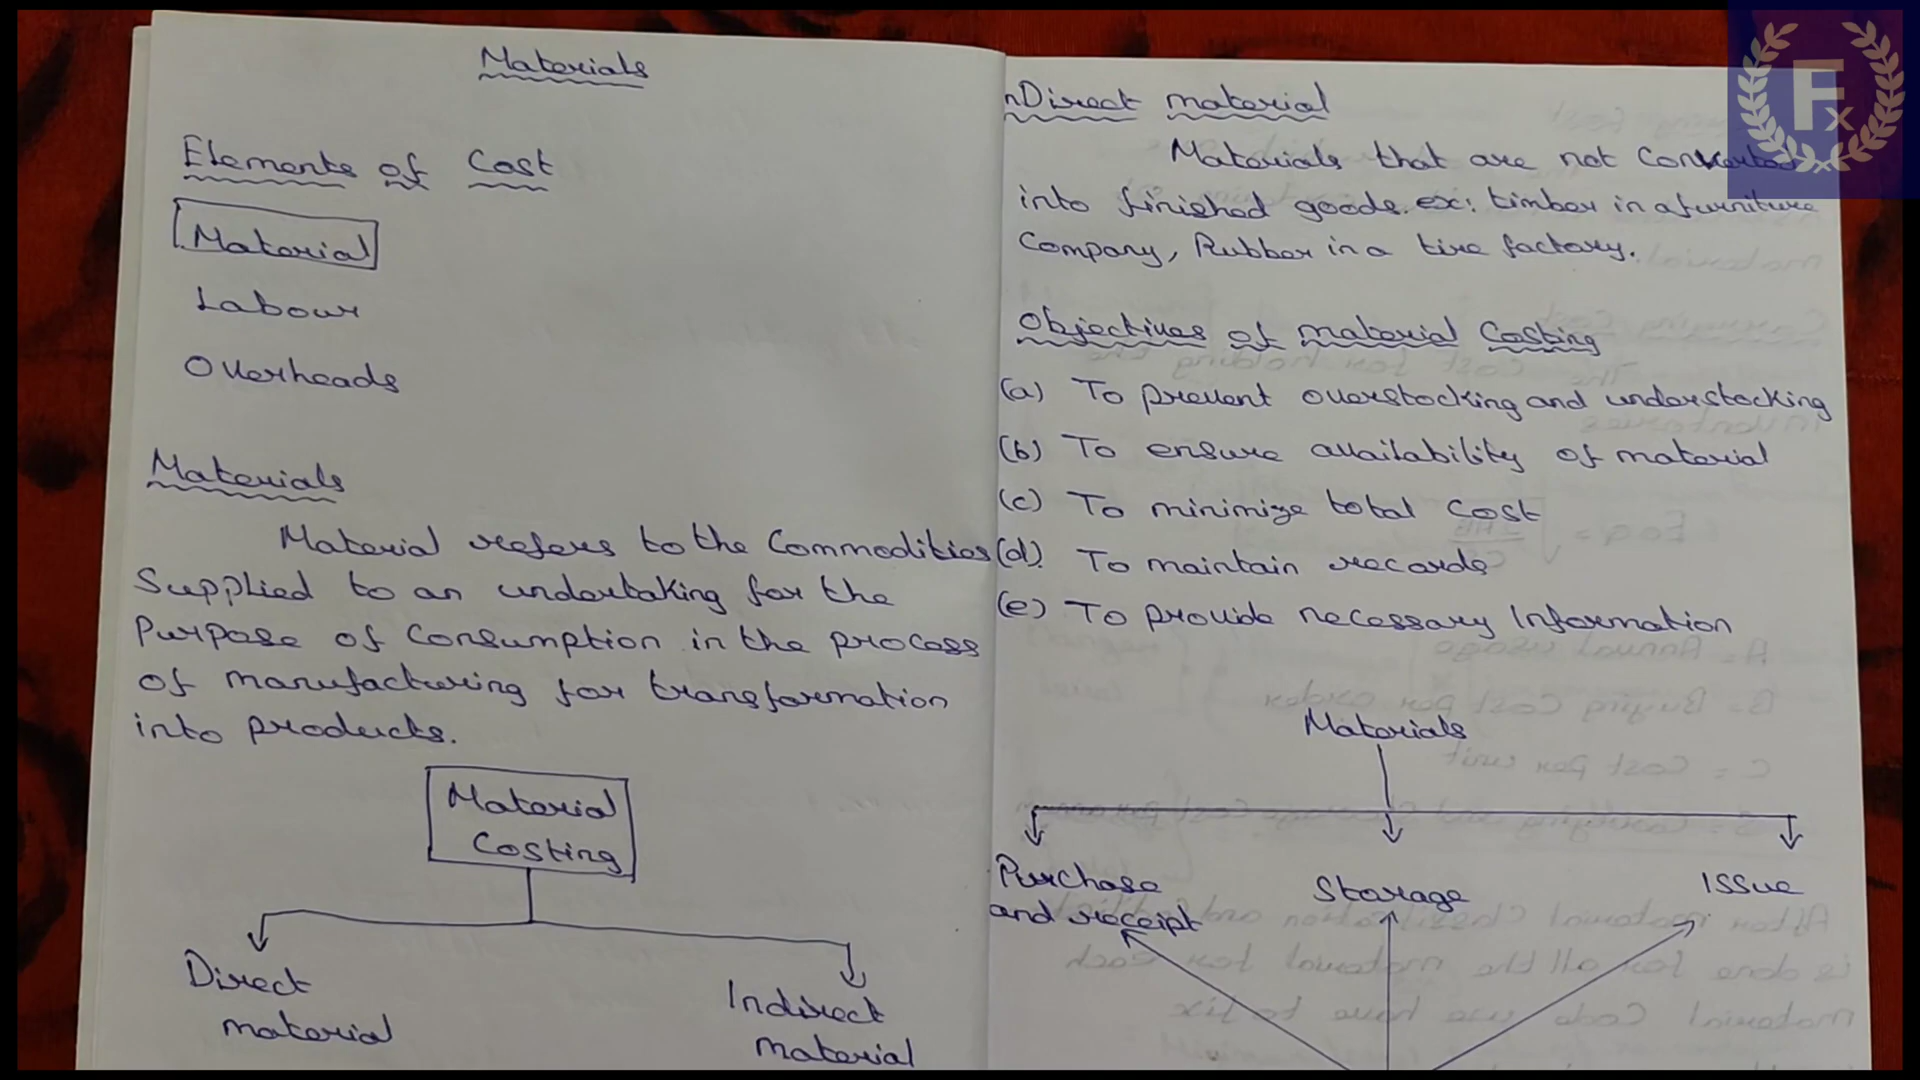 Materials
Elements of Cost
Material
Labour
Overheads
Materials
Material refers to the Commodities
Supplied to an undertaking for the
Purpose of Consumption in the process
of manufacturing for transformation
into products.
Material
Costing
Direct
material
Indirect
material
Direct material
Materials that are not Converted
into finished goods. ex: timber in a furniture
Company, Rubber in a tire factory.
Objectives of material Costing
(a) To prevent overstocking and understocking
(b) To ensure availability of material
(c) To minimize total Cost
(d) To maintain records
(e) To provide necessary Information
Materials
Purchase
and receipt
Storage
Issue
Fx